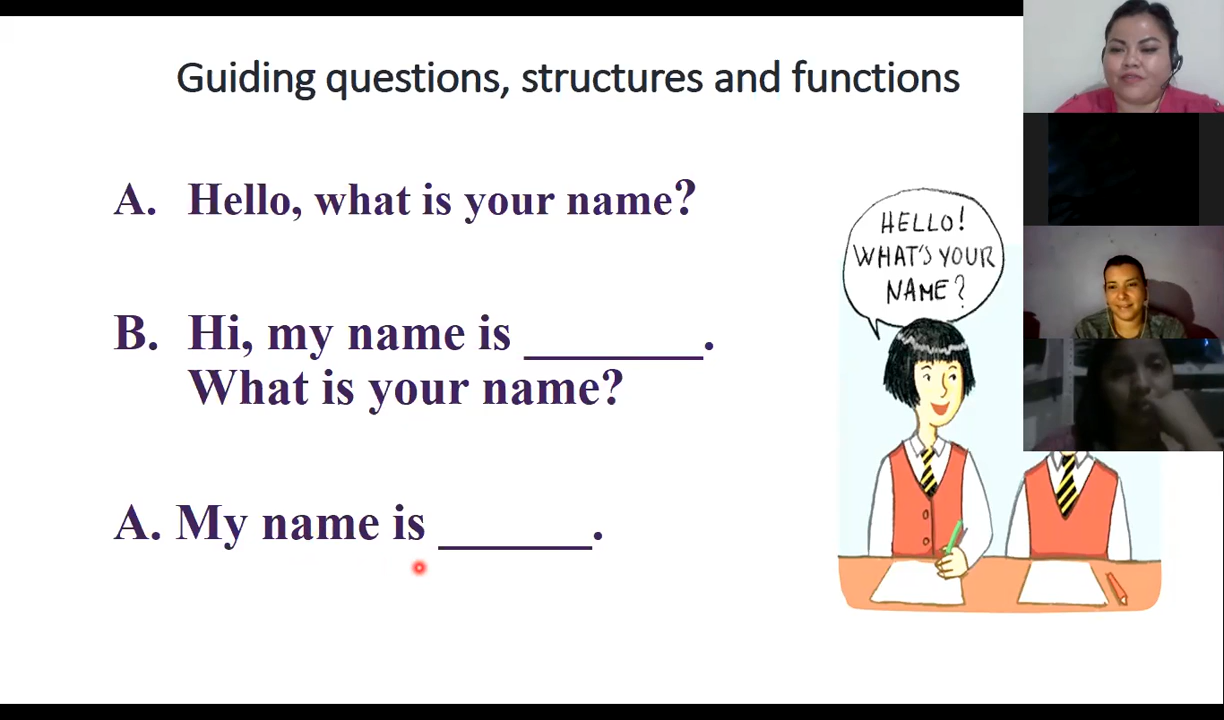 Guiding questions, structures and functions
A. Hello, what is your name?
B. Hi, my name is ________.
What is your name?
A. My name is _______.
HELLO!
WHAT'S YOUR
NAME?